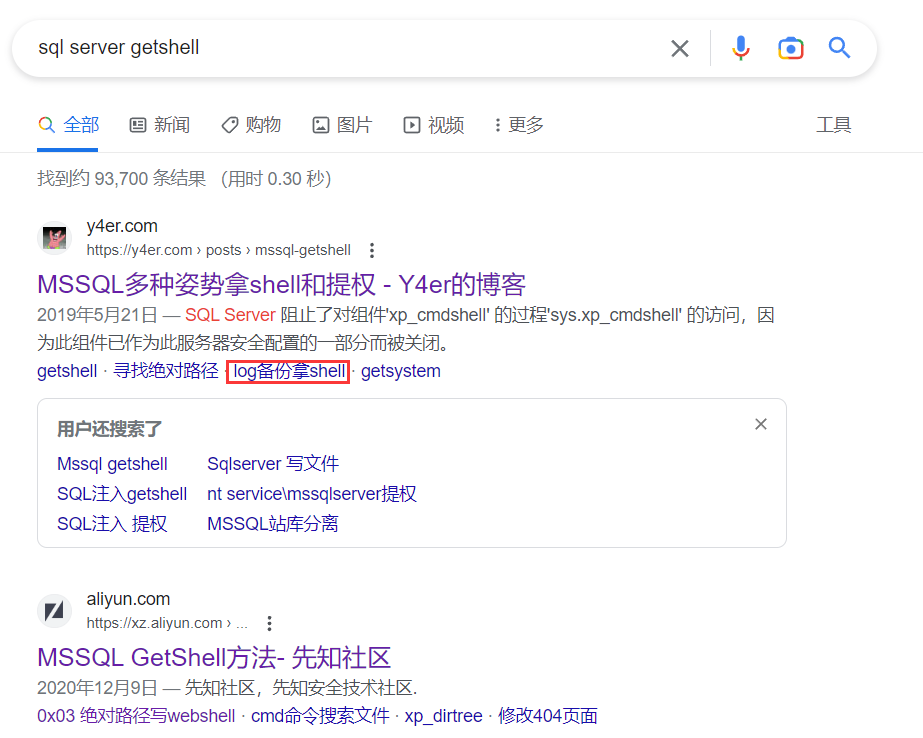 sql server getshell
全部 新闻 购物 图片 视频 更多 工具
找到约 93,700 条结果 （用时 0.30 秒）
y4er.com
https://y4er.com › posts › mssql-getshell
MSSQL多种姿势拿shell和提权 - Y4er的博客
2019年5月21日 — SQL Server 阻止了对组件'xp_cmdshell' 的过程'sys.xp_cmdshell' 的访问，因
为此组件已作为此服务器安全配置的一部分而被关闭。
getshell · 寻找绝对路径 · log备份拿shell · getsystem
用户还搜索了
Mssql getshell Sqlserver 写文件
SQL注入getshell nt service\mssqlserver提权
SQL注入 提权 MSSQL站库分离
aliyun.com
https://xz.aliyun.com › ...
MSSQL GetShell方法- 先知社区
2020年12月9日 — 先知社区，先知安全技术社区.
0x03 绝对路径写webshell · cmd命令搜索文件 · xp_dirtree · 修改404页面